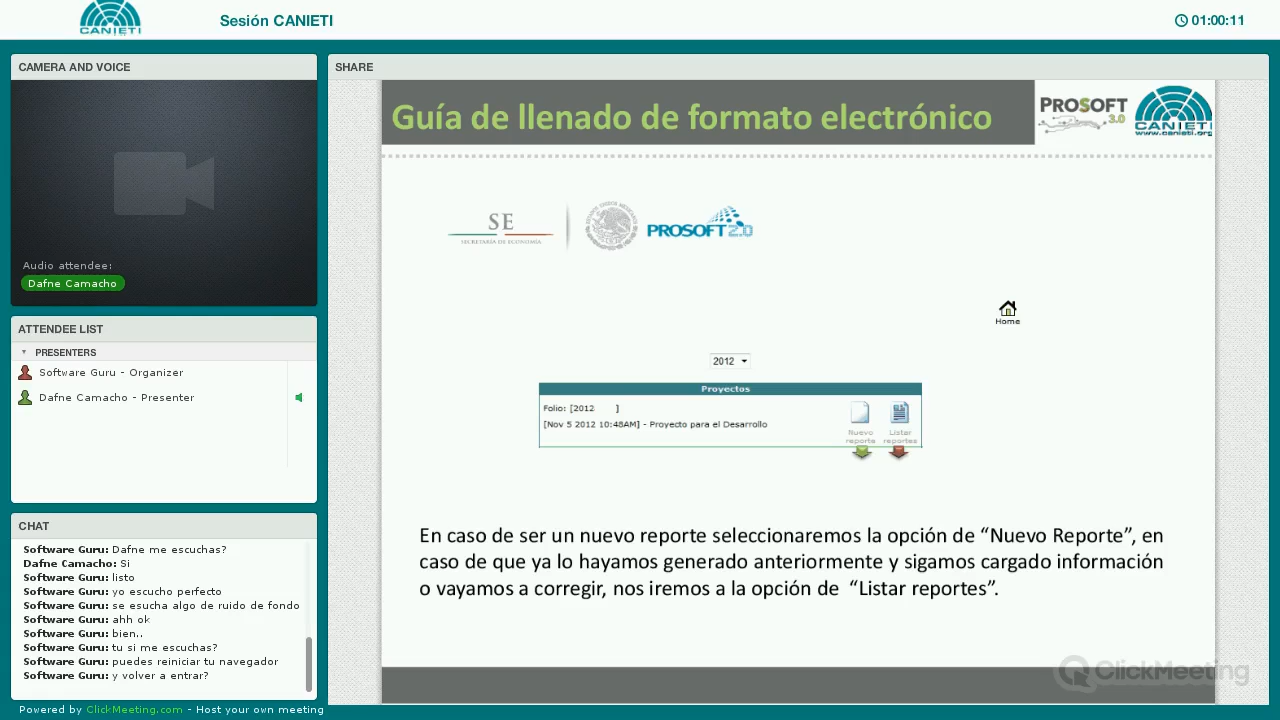 CANIETI
Sesión CANIETI
01:00:11
CAMERA AND VOICE
Audio attendee:
Dafne Camacho
ATTENDEE LIST
PRESENTERS
Software Guru - Organizer
Dafne Camacho - Presenter
CHAT
Software Guru: Dafne me escuchas?
Dafne Camacho: Si
Software Guru: listo
Software Guru: yo escucho perfecto
Software Guru: se esucha algo de ruido de fondo
Software Guru: ahh ok
Software Guru: bien..
Software Guru: tu si me escuchas?
Software Guru: puedes reiniciar tu navegador
Software Guru: y volver a entrar?
Powered by ClickMeeting.com - Host your own meeting
SHARE
Guía de llenado de formato electrónico
PROSOFT
3.0
CANIETI
www.canieti.org
SE
SECRETARÍA DE ECONOMÍA
PROSOFT 2.0
Home
2012
Proyectos
Folio: [2012 ]
[Nov 5 2012 10:48AM] - Proyecto para el Desarrollo
Nuevo reporte
Listar reportes
En caso de ser un nuevo reporte seleccionaremos la opción de “Nuevo Reporte”, en
caso de que ya lo hayamos generado anteriormente y sigamos cargado información
o vayamos a corregir, nos iremos a la opción de “Listar reportes”.
ClickMeeting